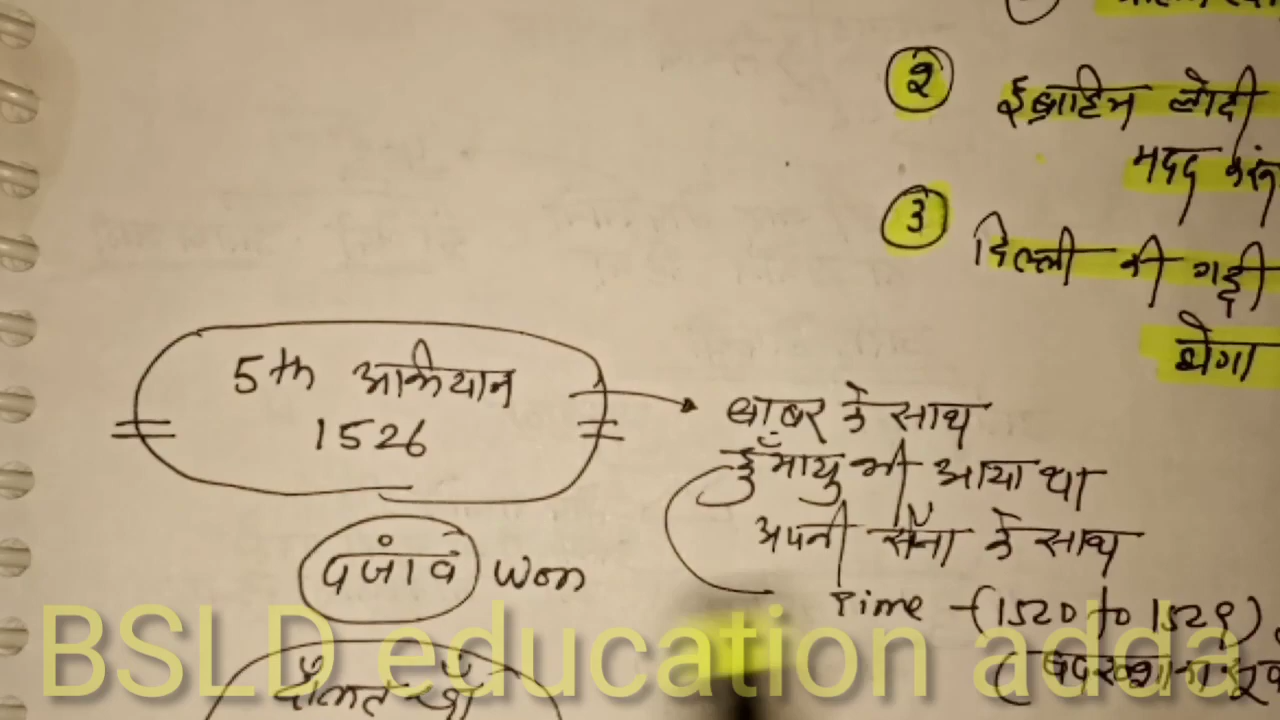 ② इब्राहिम लोदी
मदद
③ दिल्ली की गद्दी
होगा
5th अभियान
1526
बाबर के साथ
हुँमायु भी आया था
अपनी सेना के साथ
Time - (1520 to 1529)
पंजाब won
दौलत खाँ
BSLD education adda